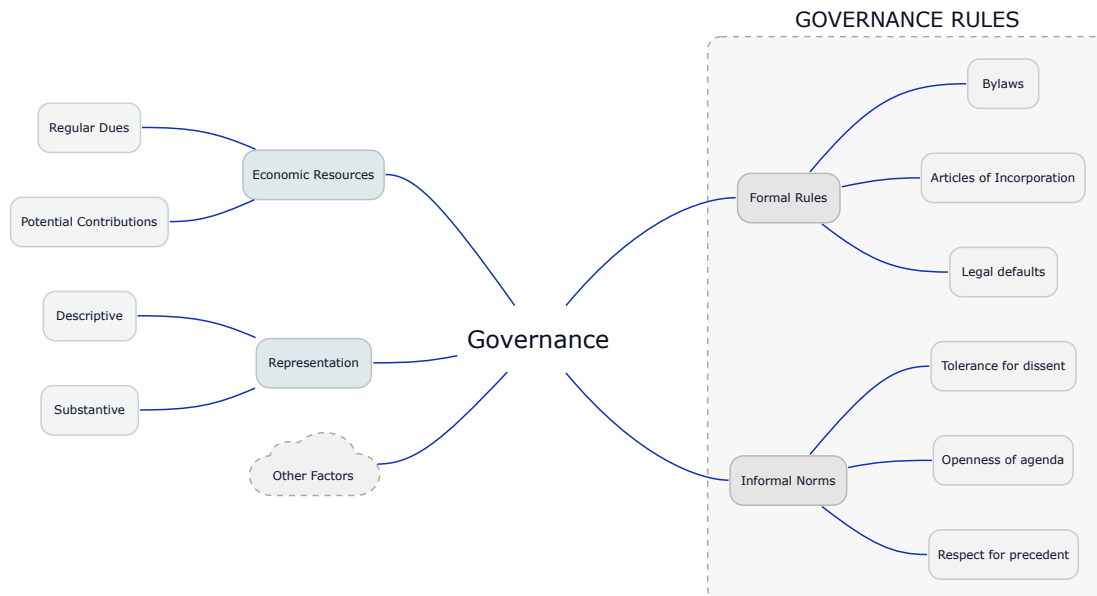 GOVERNANCE RULES
Bylaws
Regular Dues
Economic Resources
Articles of Incorporation
Formal Rules
Potential Contributions
Legal defaults
Descriptive
Governance
Representation
Tolerance for dissent
Substantive
Openness of agenda
Other Factors
Informal Norms
Respect for precedent